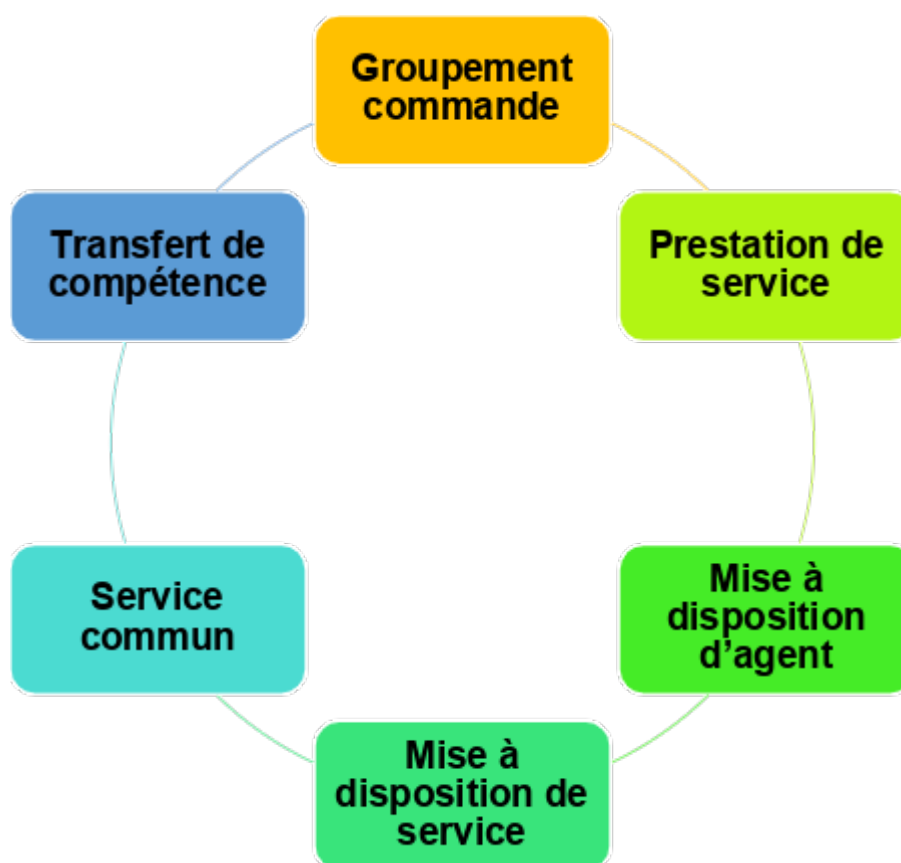 Groupement
commande
Prestation de
service
Mise à
disposition
d’agent
Mise à
disposition de
service
Service
commun
Transfert de
compétence